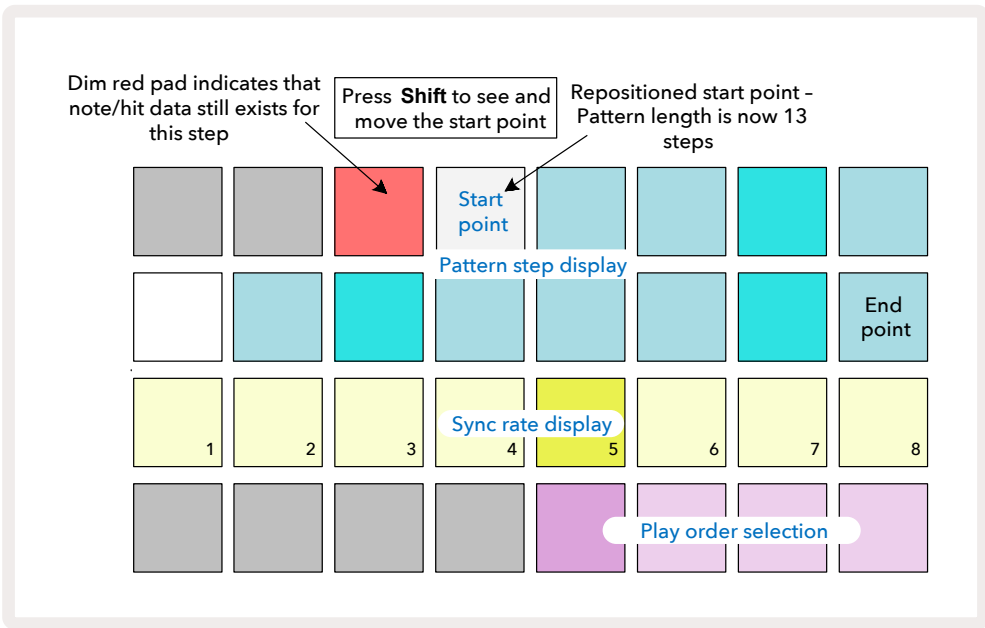 Dim red pad indicates that
note/hit data still exists for
this step
Press Shift to see and
move the start point
Repositioned start point –
Pattern length is now 13
steps
Start
point
Pattern step display
End
point
Sync rate display
1
2
3
4
5
6
7
8
Play order selection